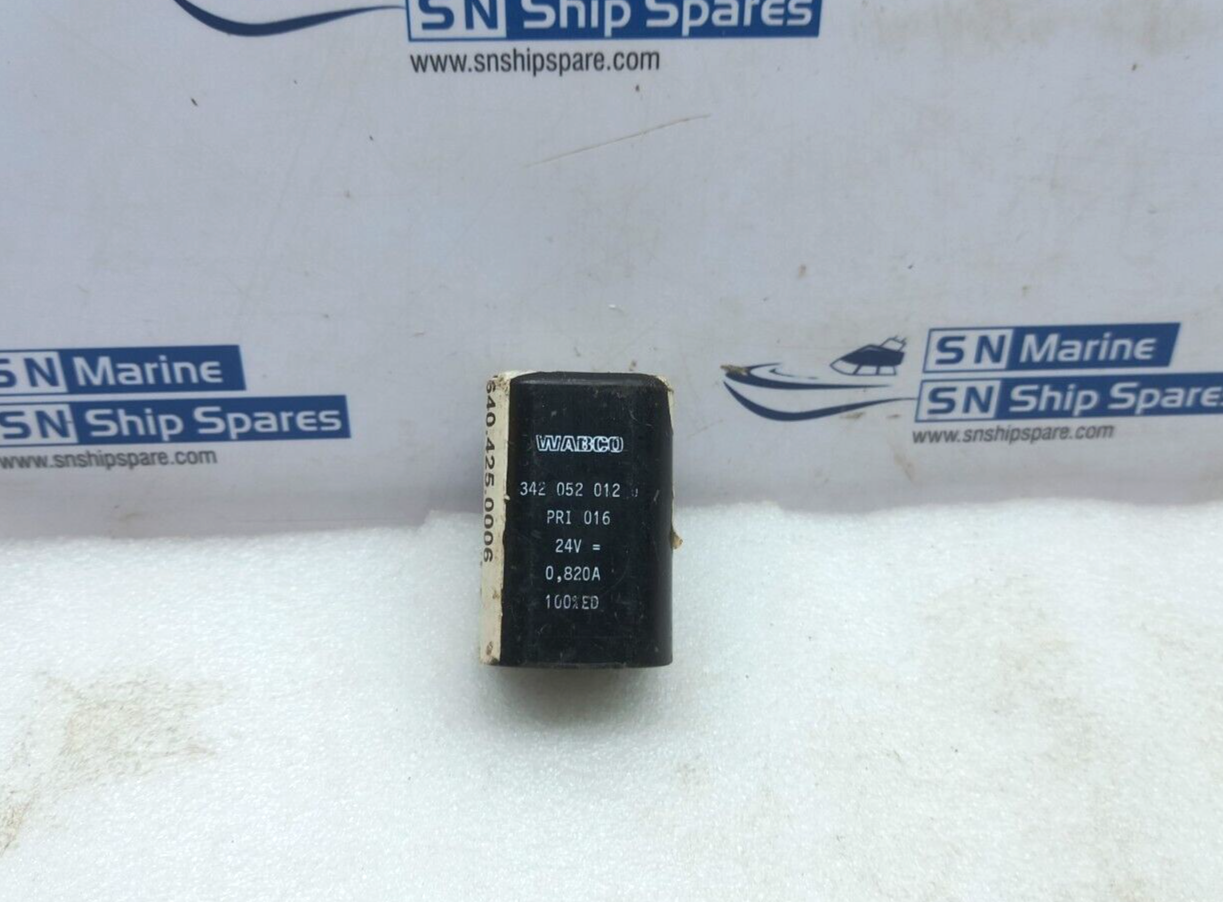 SN Ship Spares
www.snshipspare.com
SN Marine
SN Ship Spares
www.snshipspare.com
SN Marine
SN Ship Spares
www.snshipspare.com
640.425.0006
WABCO
342 052 012
PRI 016
24V =
0,820A
100%ED